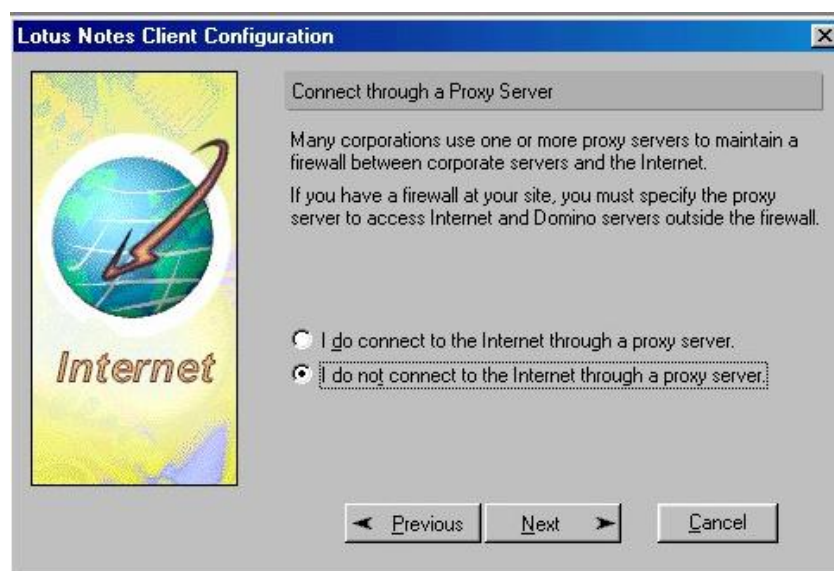 Lotus Notes Client Configuration
Connect through a Proxy Server
Many corporations use one or more proxy servers to maintain a
firewall between corporate servers and the Internet.
If you have a firewall at your site, you must specify the proxy
server to access Internet and Domino servers outside the firewall.
Internet
I do connect to the Internet through a proxy server.
I do not connect to the Internet through a proxy server.
Previous
Next
Cancel